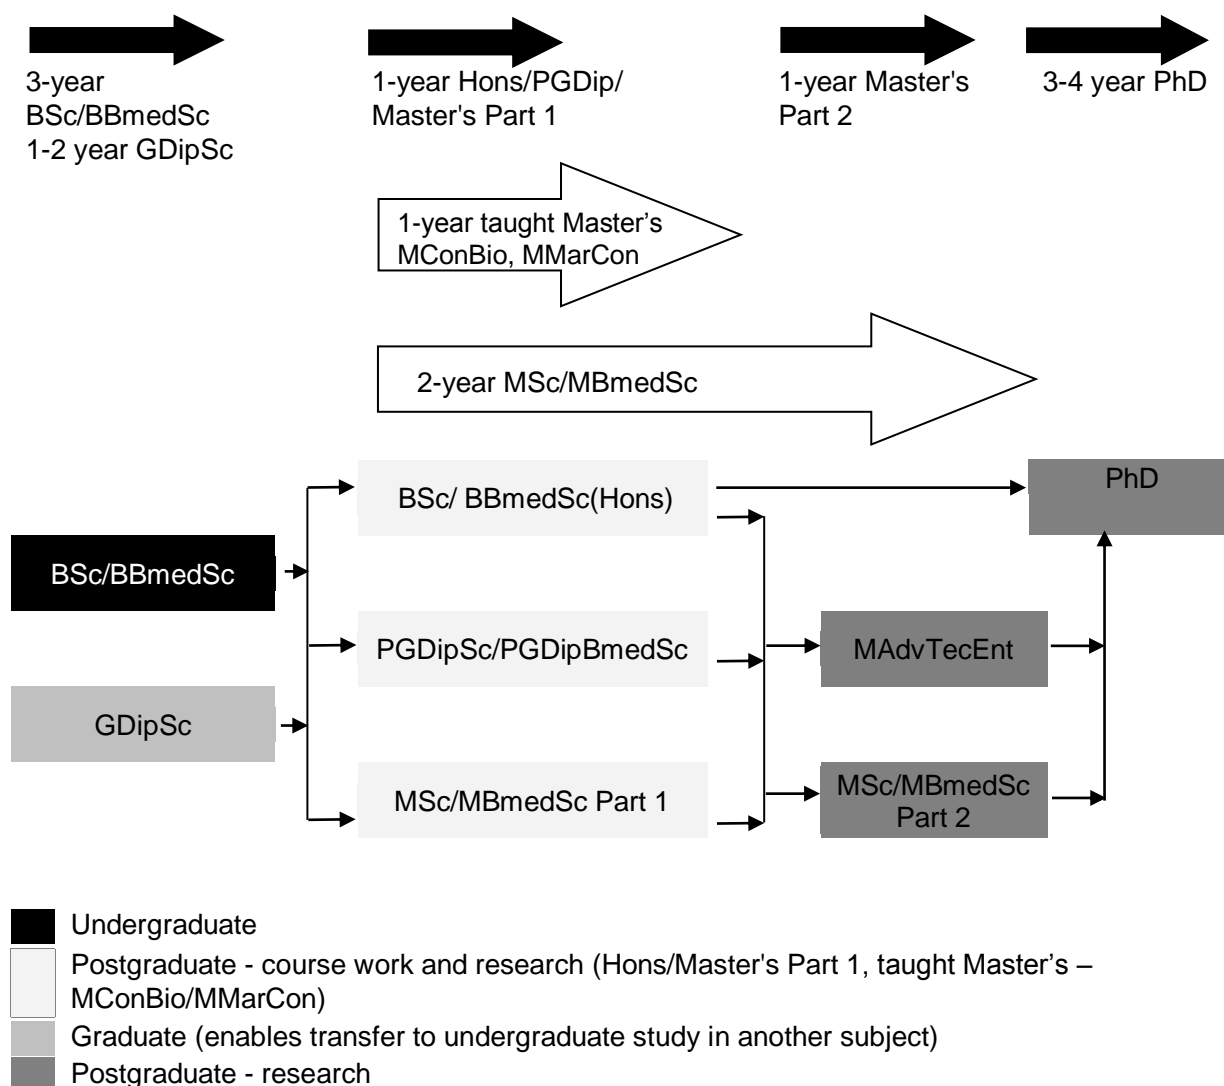 3-year
BSc/BBmedSc
1-2 year GDipSc
1-year Hons/PGDip/
Master's Part 1
1-year Master's
Part 2
3-4 year PhD
1-year taught Master’s
MConBio, MMarCon
2-year MSc/MBmedSc
BSc/ BBmedSc(Hons)
PhD
BSc/BBmedSc
PGDipSc/PGDipBmedSc
MAdvTecEnt
GDipSc
MSc/MBmedSc Part 1
MSc/MBmedSc
Part 2
Undergraduate
Postgraduate - course work and research (Hons/Master's Part 1, taught Master’s –
MConBio/MMarCon)
Graduate (enables transfer to undergraduate study in another subject)
Postgraduate - research